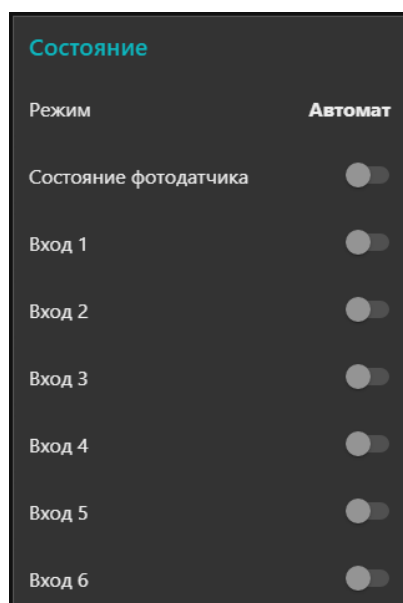 Состояние
Режим Автомат
Состояние фотодатчика
Вход 1
Вход 2
Вход 3
Вход 4
Вход 5
Вход 6